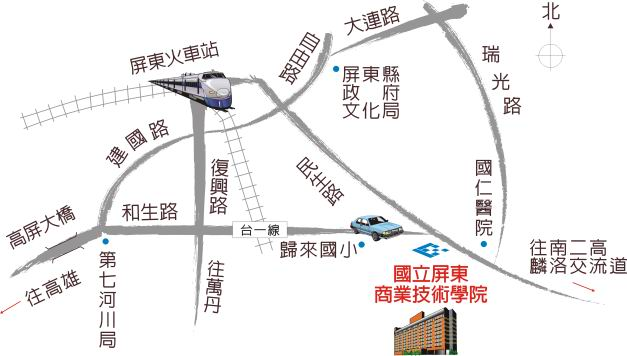 北
大連路
自由路
瑞光路
屏東縣
政府
文化局
屏東火車站
建國路
復興路
民生路
國仁醫院
和生路
高屏大橋
台一線
歸來國小
往南二高
麟洛交流道
國立屏東
商業技術學院
往高雄
第七河川局
往萬丹